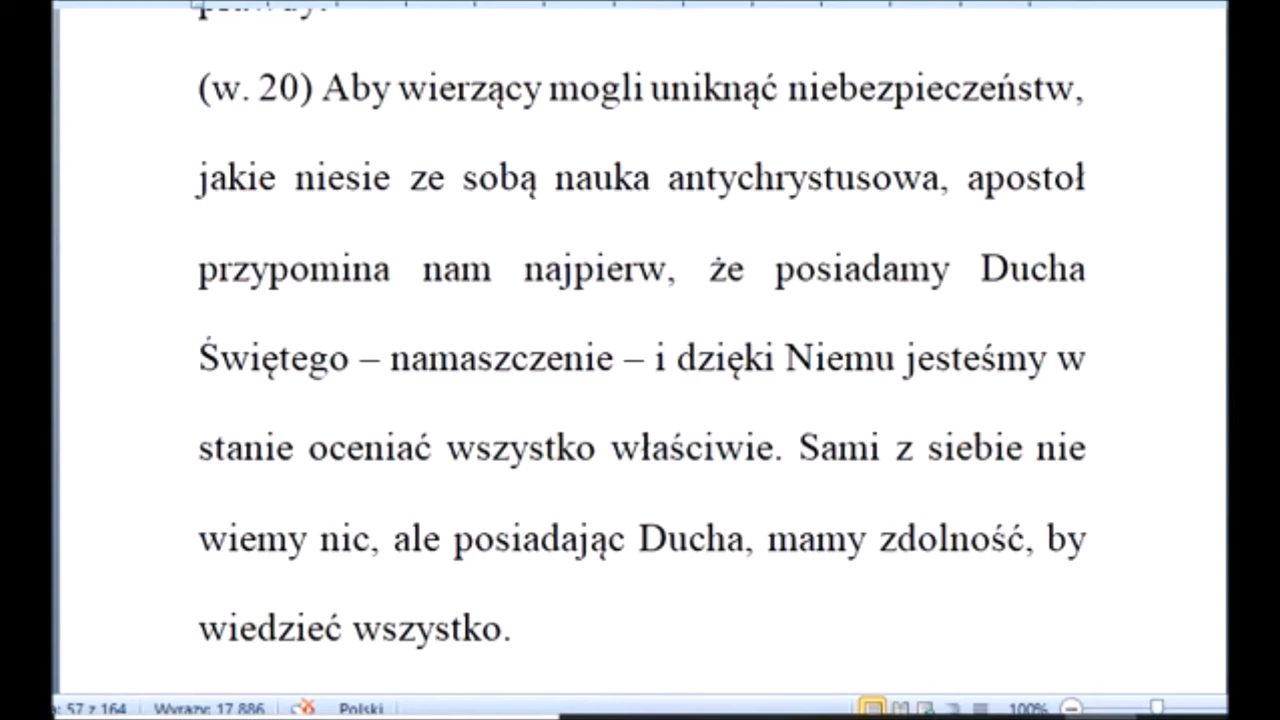 (w. 20) Aby wierzący mogli uniknąć niebezpieczeństw,
jakie niesie ze sobą nauka antychrystusowa, apostoł
przypomina nam najpierw, że posiadamy Ducha
Świętego – namaszczenie – i dzięki Niemu jesteśmy w
stanie oceniać wszystko właściwie. Sami z siebie nie
wiemy nic, ale posiadając Ducha, mamy zdolność, by
wiedzieć wszystko.
57 z 164 Wyrazy: 17 886 Polski 100%